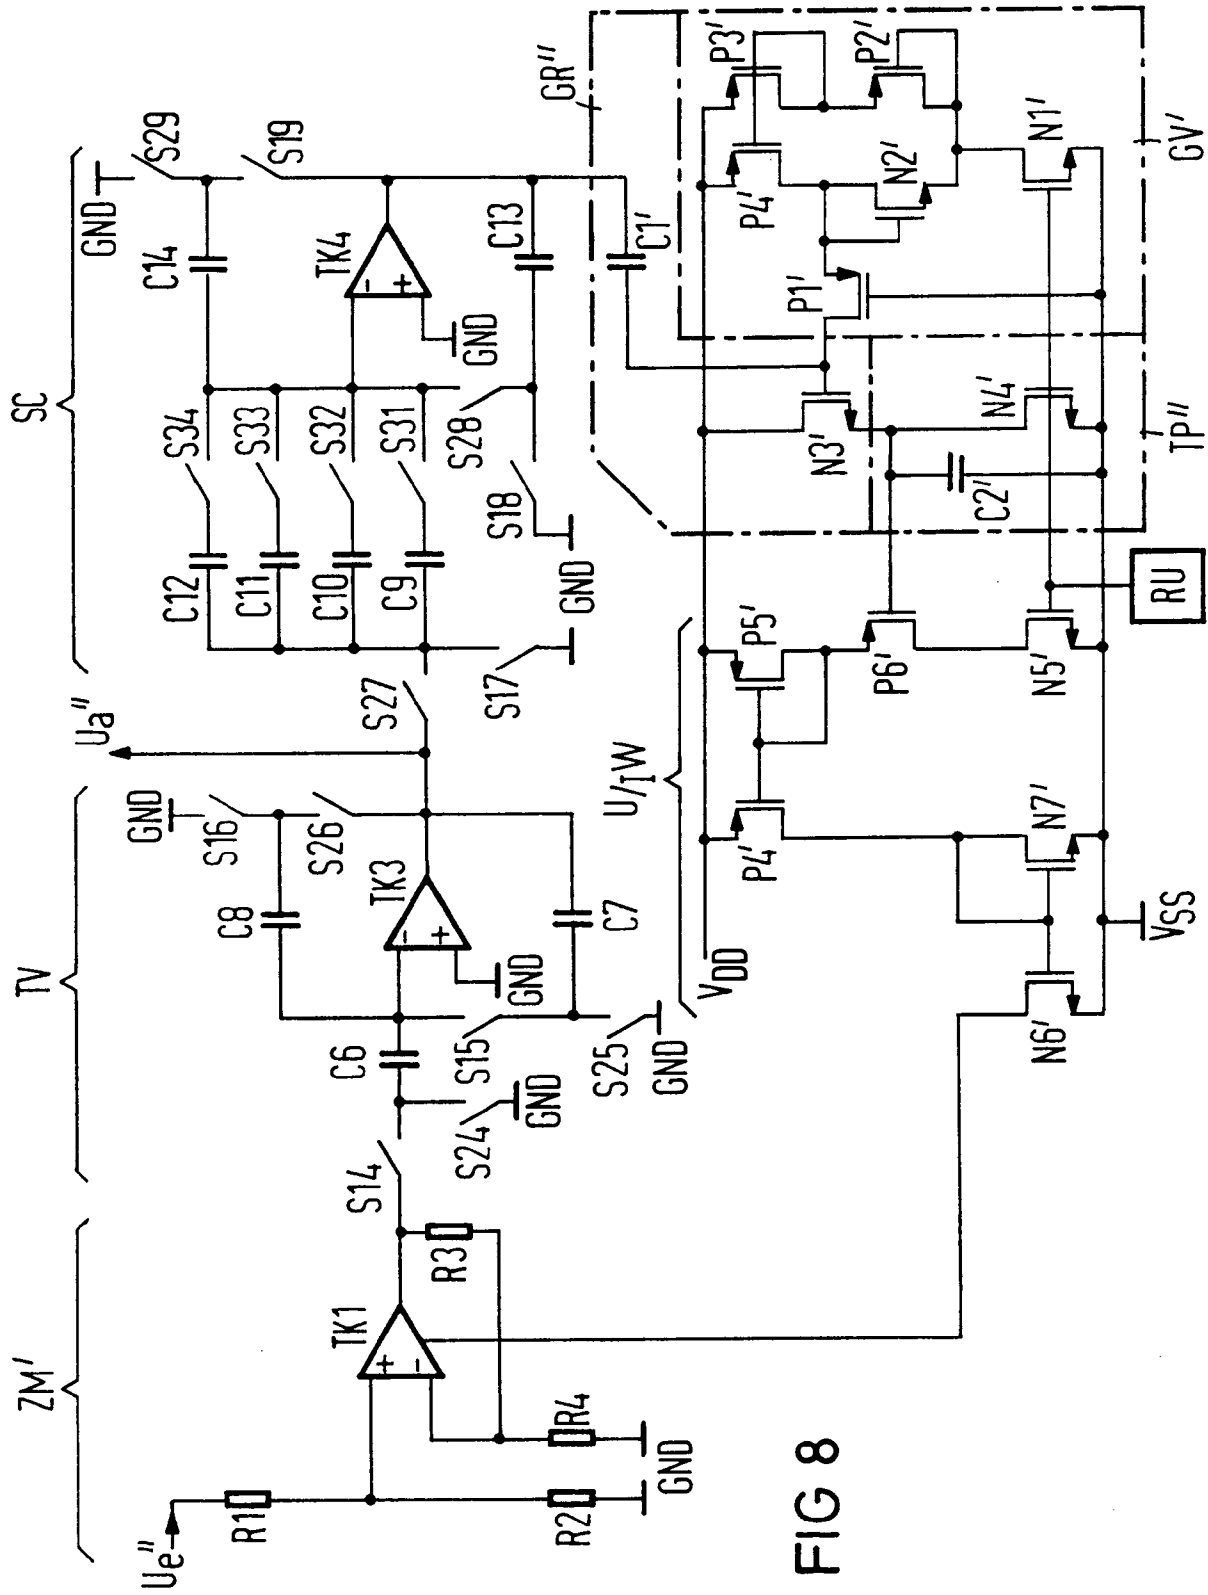 ZM'
TV
SC
Ue''
R1
R2
GND
TK1
+
-
R4
R3
S14
S24
GND
C6
S15
S25
GND
C8
GND
S16
S26
TK3
-
+
GND
C7
Ua''
S27
S17
GND
C12
C11
C10
C9
S34
S33
S32
S31
S28
S18
C14
GND
S29
S19
TK4
-
+
GND
C13
C1'
GR''
U/IW
VDD
P4'
P5'
P6'
N6'
N7'
VSS
N5'
RU
N3'
C2'
N4'
TP''
P1'
P4'
P3'
N2'
P2'
N1'
GV'
FIG 8